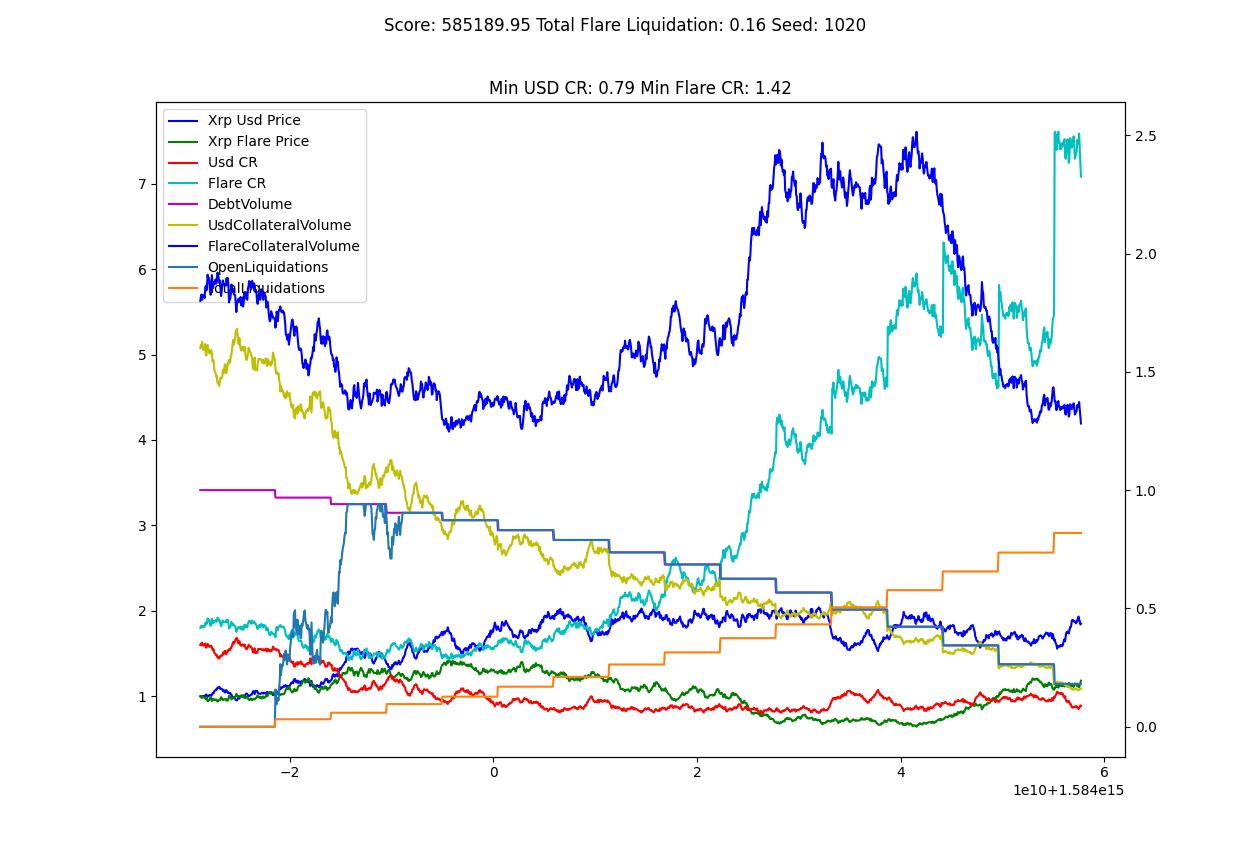 Score: 585189.95 Total Flare Liquidation: 0.16 Seed: 1020
Min USD CR: 0.79 Min Flare CR: 1.42
Xrp Usd Price
Xrp Flare Price
Usd CR
Flare CR
DebtVolume
UsdCollateralVolume
FlareCollateralVolume
OpenLiquidations
TotalLiquidations
7
6
5
4
3
2
1
2.5
2.0
1.5
1.0
0.5
0.0
−2
0
2
4
6
1e10+1.584e15